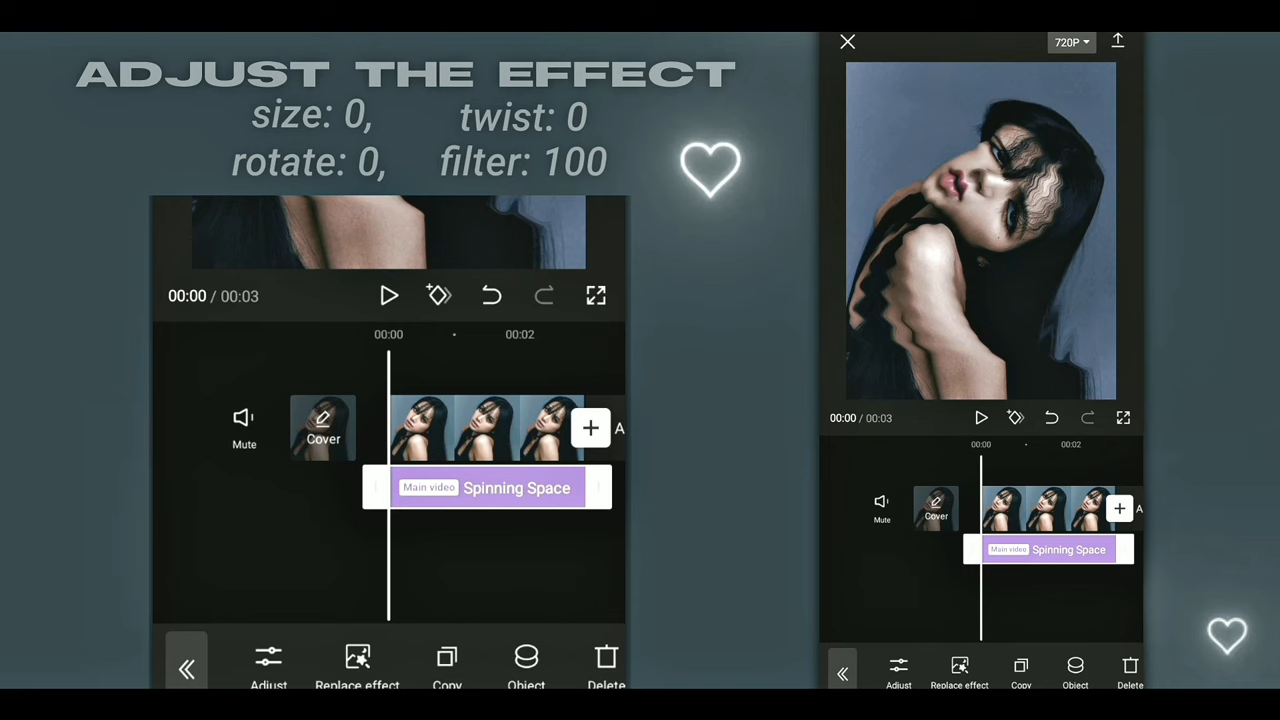 ADJUST THE EFFECT
size: 0, twist: 0
rotate: 0, filter: 100
00:00 / 00:03
00:00 00:02
Mute
Cover
A
Main video Spinning Space
Adjust Replace effect Copy Object Delete
720P
00:00 / 00:03
00:00 00:02
Mute
Cover
A
Main video Spinning Space
Adjust Replace effect Copy Object Delete